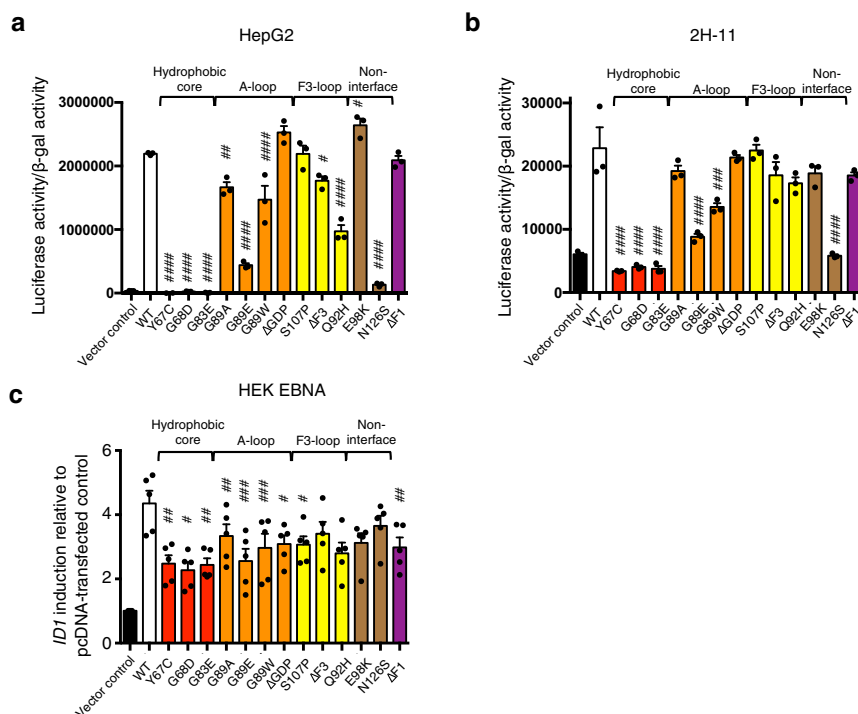 a
HepG2
Hydrophobic
core
A-loop
F3-loop
Non-
interface
Luciferase activity/β-gal activity
3000000
2000000
1000000
0
####
####
####
##
####
####
#
####
#
####
Vector control
WT
Y67C
G68D
G83E
G89A
G89E
G89W
ΔGDP
S107P
ΔF3
Q92H
E98K
N126S
ΔF1
b
2H-11
Hydrophobic
core
A-loop
F3-loop
Non-
interface
Luciferase activity/β-gal activity
30000
20000
10000
0
####
####
####
####
###
####
Vector control
WT
Y67C
G68D
G83E
G89A
G89E
G89W
ΔGDP
S107P
ΔF3
Q92H
E98K
N126S
ΔF1
c
HEK EBNA
Hydrophobic
core
A-loop
F3-loop
Non-
interface
ID1 induction relative to
pcDNA-transfected control
6
4
2
0
##
#
##
##
###
###
#
#
##
Vector control
WT
Y67C
G68D
G83E
G89A
G89E
G89W
ΔGDP
S107P
ΔF3
Q92H
E98K
N126S
ΔF1